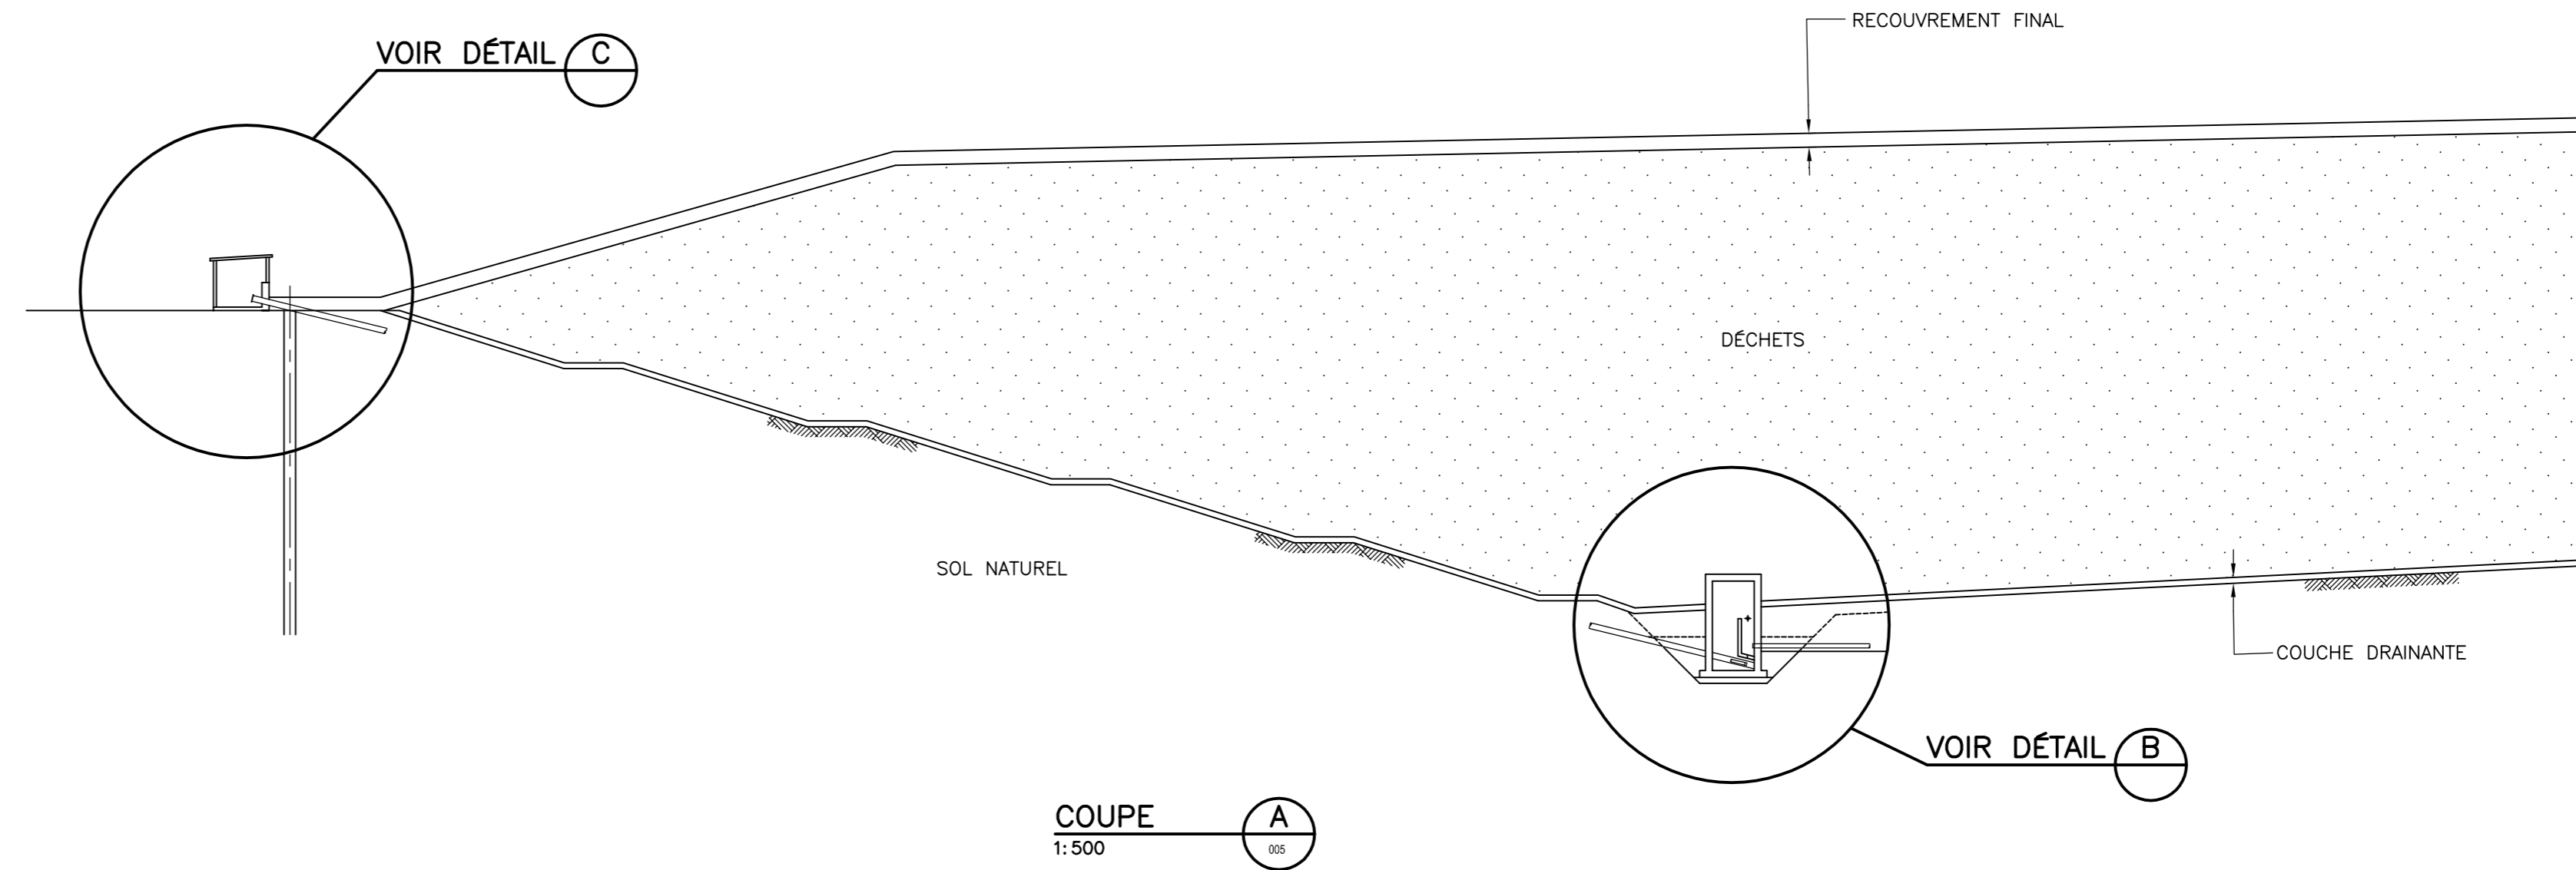 RECOUVREMENT FINAL
VOIR DÉTAIL C
DÉCHETS
SOL NATUREL
COUCHE DRAINANTE
VOIR DÉTAIL B
COUPE A
1:500 005